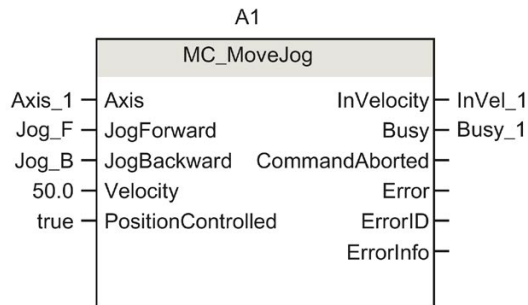 A1
MC_MoveJog
Axis_1 Axis InVelocity InVel_1
Jog_F JogForward Busy Busy_1
Jog_B JogBackward CommandAborted
50.0 Velocity Error
true PositionControlled ErrorID
ErrorInfo